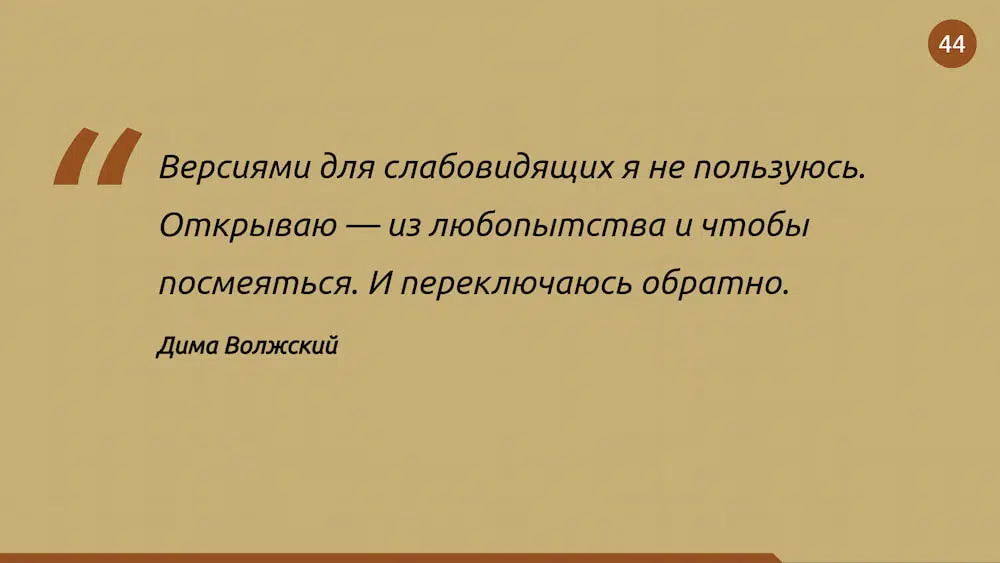 44
“
Версиями для слабовидящих я не пользуюсь.
Открываю — из любопытства и чтобы
посмеяться. И переключаюсь обратно.
Дима Волжский